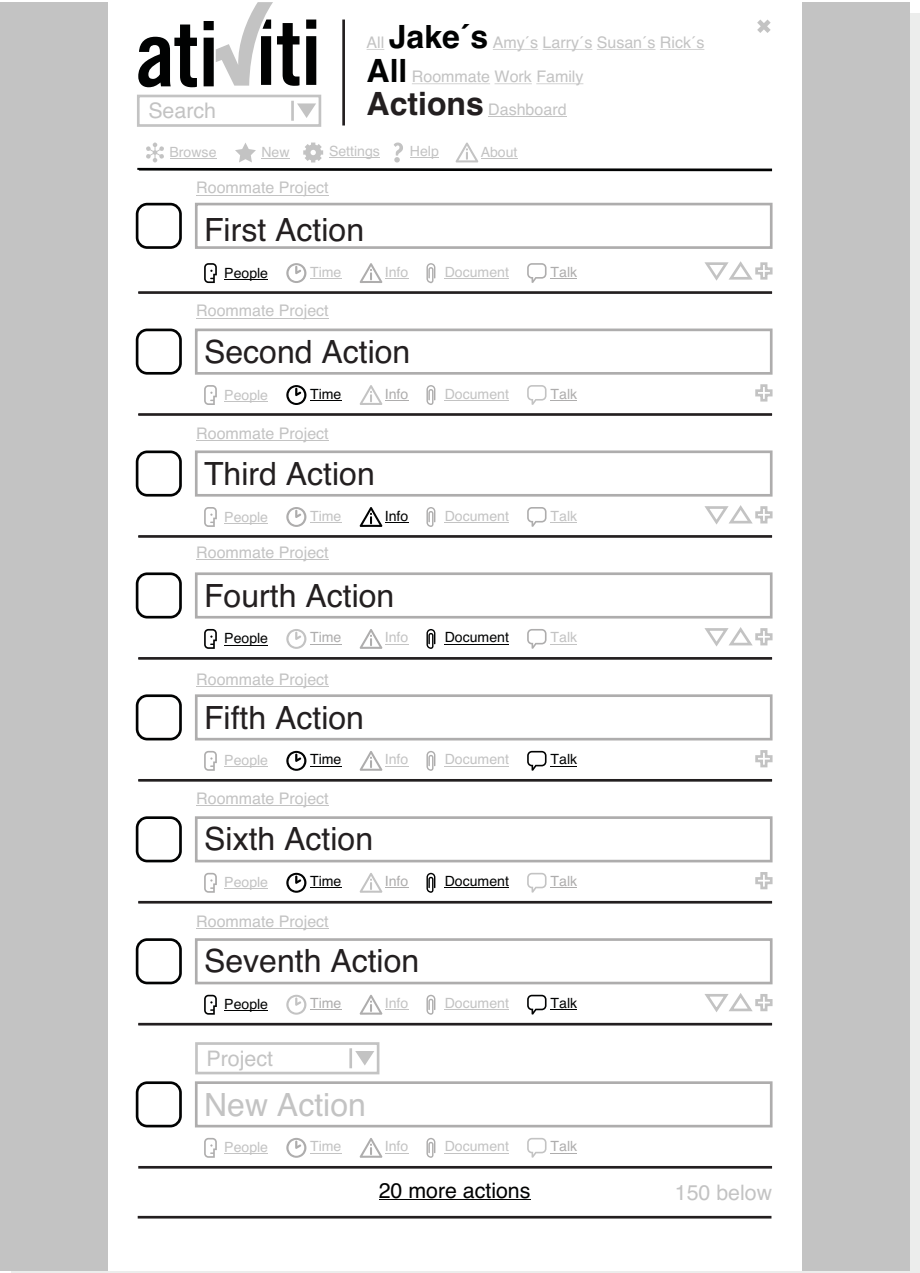 ati✓iti
All Jake´s Amy´s Larry´s Susan´s Rick´s
All Roommate Work Family
Actions Dashboard
Search
Browse New Settings ? Help About
Roommate Project
First Action
People Time Info Document Talk
Roommate Project
Second Action
People Time Info Document Talk
Roommate Project
Third Action
People Time Info Document Talk
Roommate Project
Fourth Action
People Time Info Document Talk
Roommate Project
Fifth Action
People Time Info Document Talk
Roommate Project
Sixth Action
People Time Info Document Talk
Roommate Project
Seventh Action
People Time Info Document Talk
Project
New Action
People Time Info Document Talk
20 more actions 150 below